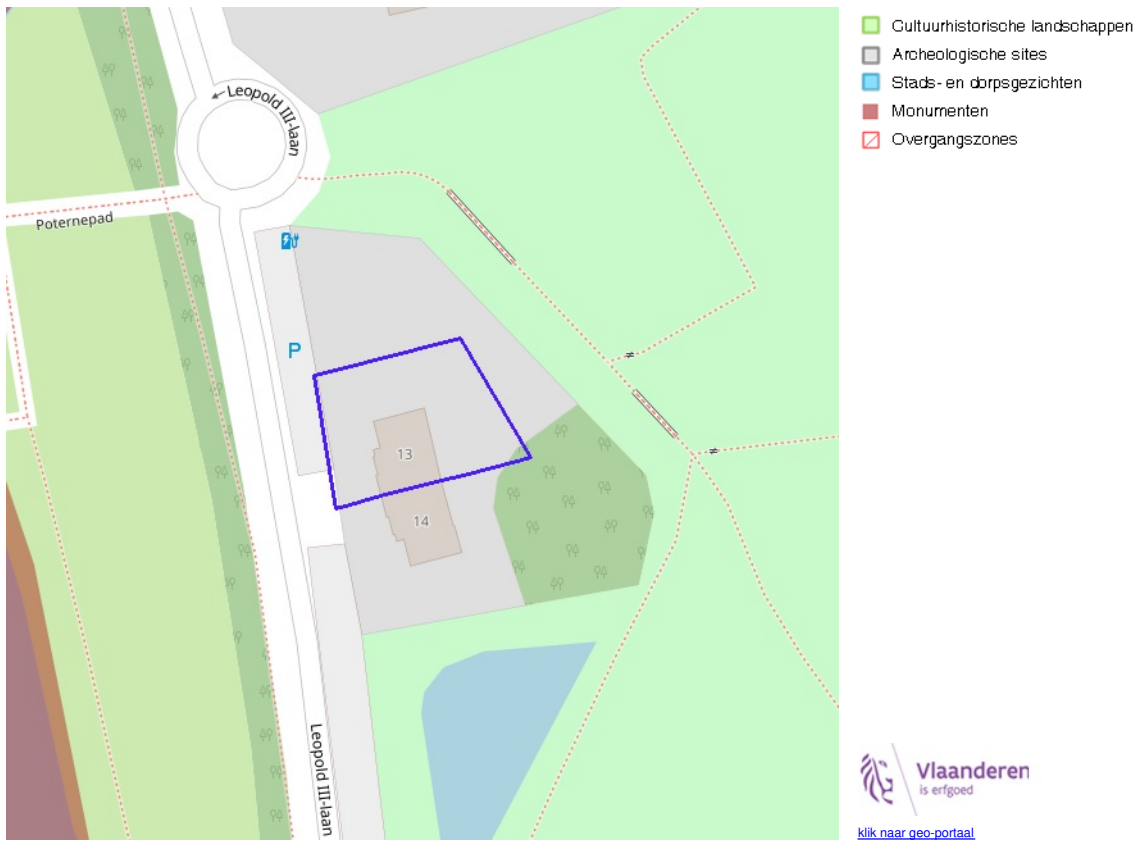 Leopold III-laan
Poternepad
P
13
14
Leopold III-laan
Cultuurhistorische landschappen
Archeologische sites
Stads- en dorpsgezichten
Monumenten
Overgangszones
Vlaanderen
is erfgoed
klik naar geo-portaal